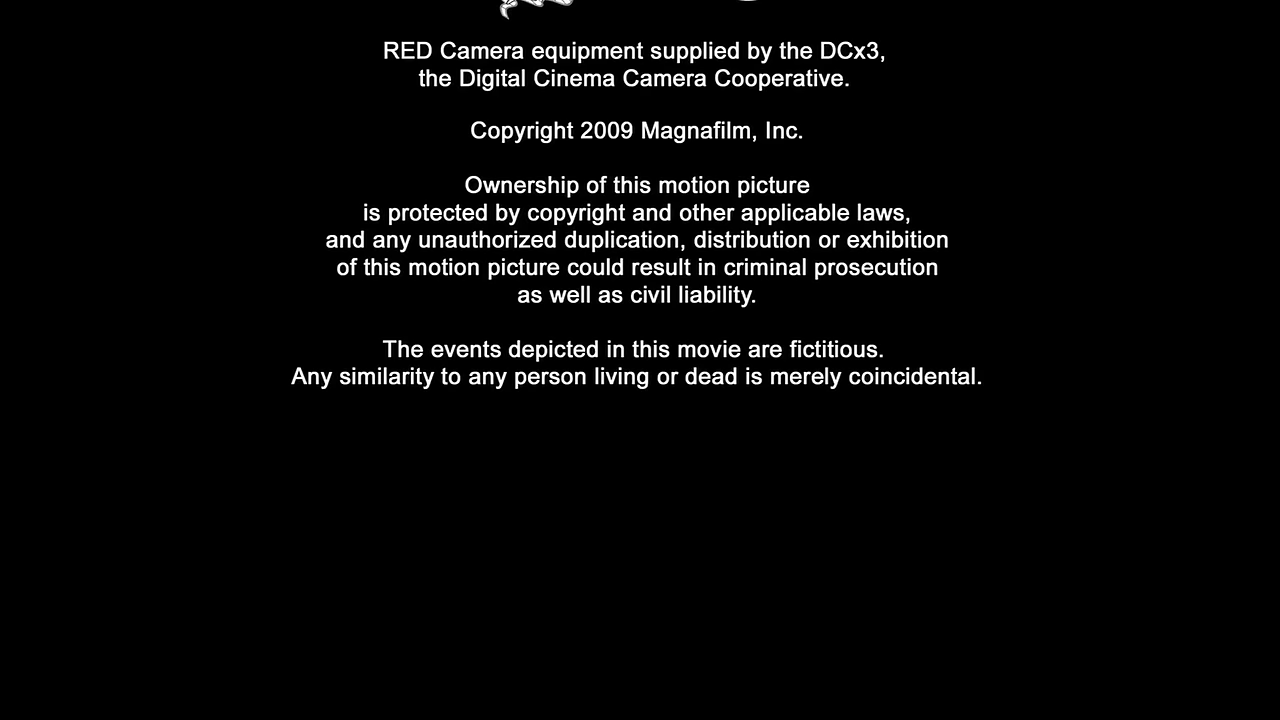 RED Camera equipment supplied by the DCx3,
the Digital Cinema Camera Cooperative.
Copyright 2009 Magnafilm, Inc.
Ownership of this motion picture
is protected by copyright and other applicable laws,
and any unauthorized duplication, distribution or exhibition
of this motion picture could result in criminal prosecution
as well as civil liability.
The events depicted in this movie are fictitious.
Any similarity to any person living or dead is merely coincidental.